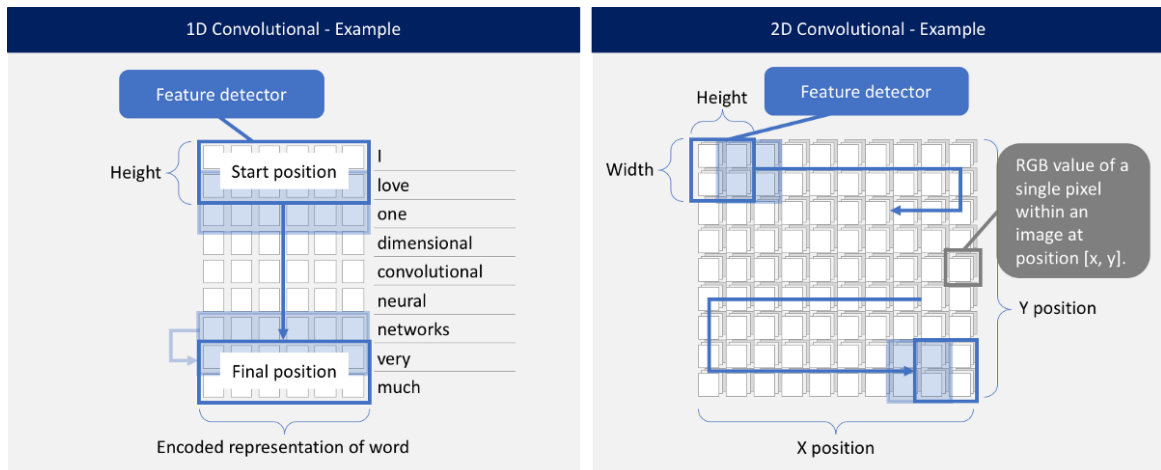 1D Convolutional - Example
Feature detector
Height
Start position
I
love
one
dimensional
convolutional
neural
networks
very
much
Final position
Encoded representation of word
2D Convolutional - Example
Height
Feature detector
Width
RGB value of a
single pixel
within an
image at
position [x, y].
Y position
X position